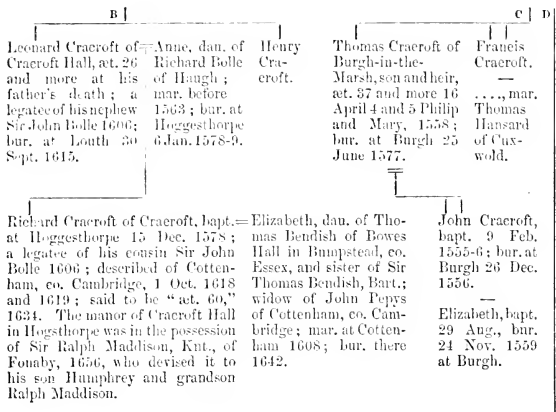 B
C
D
Leonard Cracroft of
Cracroft Hall, æt. 26
and more at his
father's death ; a
legatee of his nephew
Sir John Bolle 1606;
bur. at Louth 30
Sept. 1615.
Anne, dau. of
Richard Bolle
of Haugh ;
mar. before
1563 ; bur. at
Hoggesthorpe
6 Jan. 1578-9.
Henry
Cra-
croft.
Thomas Cracroft of
Burgh-in-the-
Marsh, son and heir,
æt. 37 and more 16
April 4 and 5 Philip
and Mary, 1558 ;
bur. at Burgh 25
June 1577.
Francis
Cracroft.
—
. . . ., mar.
Thomas
Hansard
of Cux-
wold.
Richard Cracroft of Cracroft, bapt.
at Hoggesthorpe 15 Dec. 1578 ;
a legatee of his cousin Sir John
Bolle 1606 ; described of Cotten-
ham, co. Cambridge, 1 Oct. 1618
and 1619 ; said to be "æt. 60,"
1634. The manor of Cracroft Hall
in Hogsthorpe was in the possession
of Sir Ralph Maddison, Knt., of
Fonaby, 1656, who devised it to
his son Humphrey and grandson
Ralph Maddison.
=
Elizabeth, dau. of Tho-
mas Bendish of Bowes
Hall in Bumpstead, co.
Essex, and sister of Sir
Thomas Bendish, Bart.;
widow of John Pepys
of Cottenham, co. Cam-
bridge ; mar. at Cotten-
ham 1608 ; bur. there
1642.
John Cracroft,
bapt. 9 Feb.
1555-6 ; bur. at
Burgh 26 Dec.
1556.
—
Elizabeth, bapt.
29 Aug., bur.
24 Nov. 1559
at Burgh.